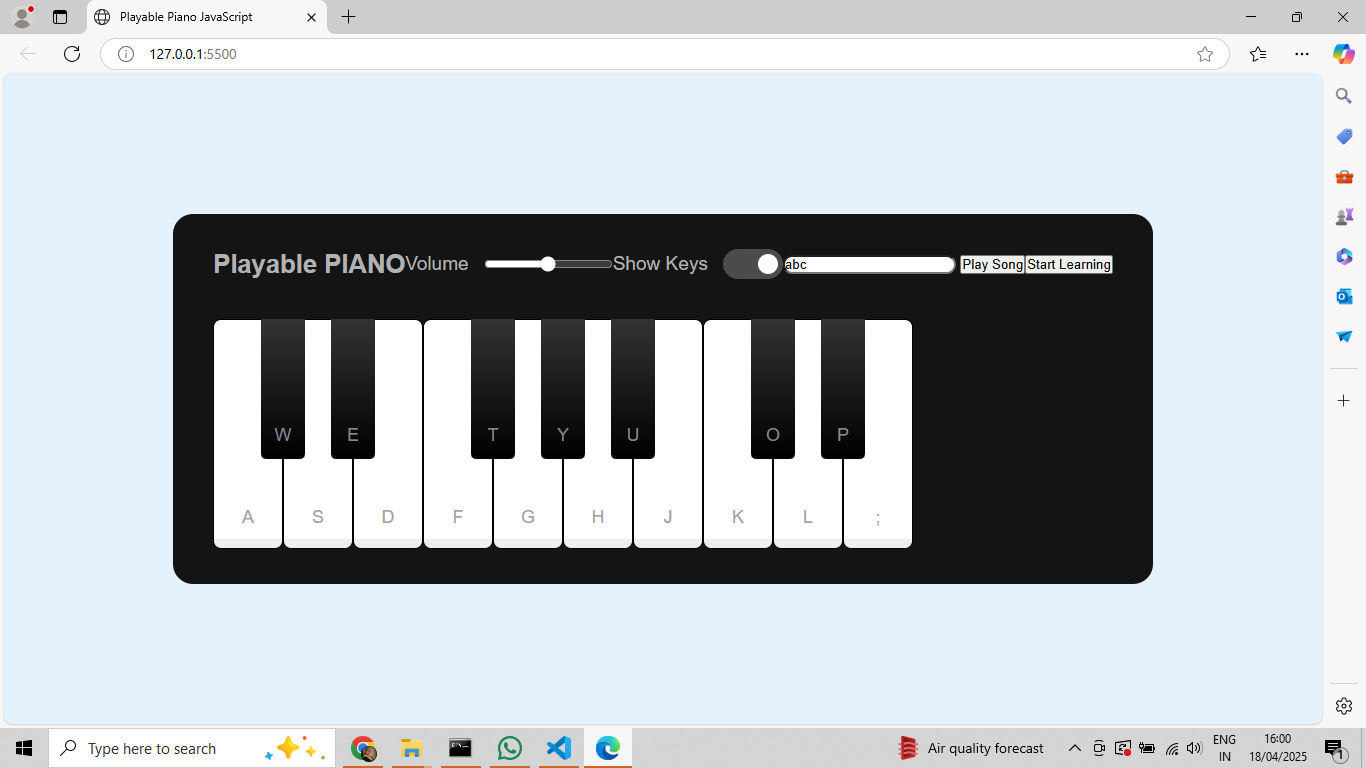 Playable Piano JavaScript
127.0.0.1:5500
Playable PIANO Volume Show Keys abc Play Song Start Learning
W E T Y U O P
A S D F G H J K L ;
Type here to search
Air quality forecast
ENG
IN
16:00
18/04/2025
1